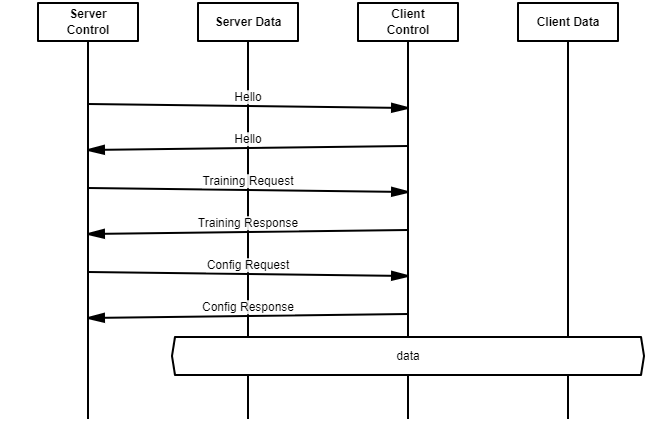 Server
Control
Server Data
Client
Control
Client Data
Hello
Hello
Training Request
Training Response
Config Request
Config Response
data